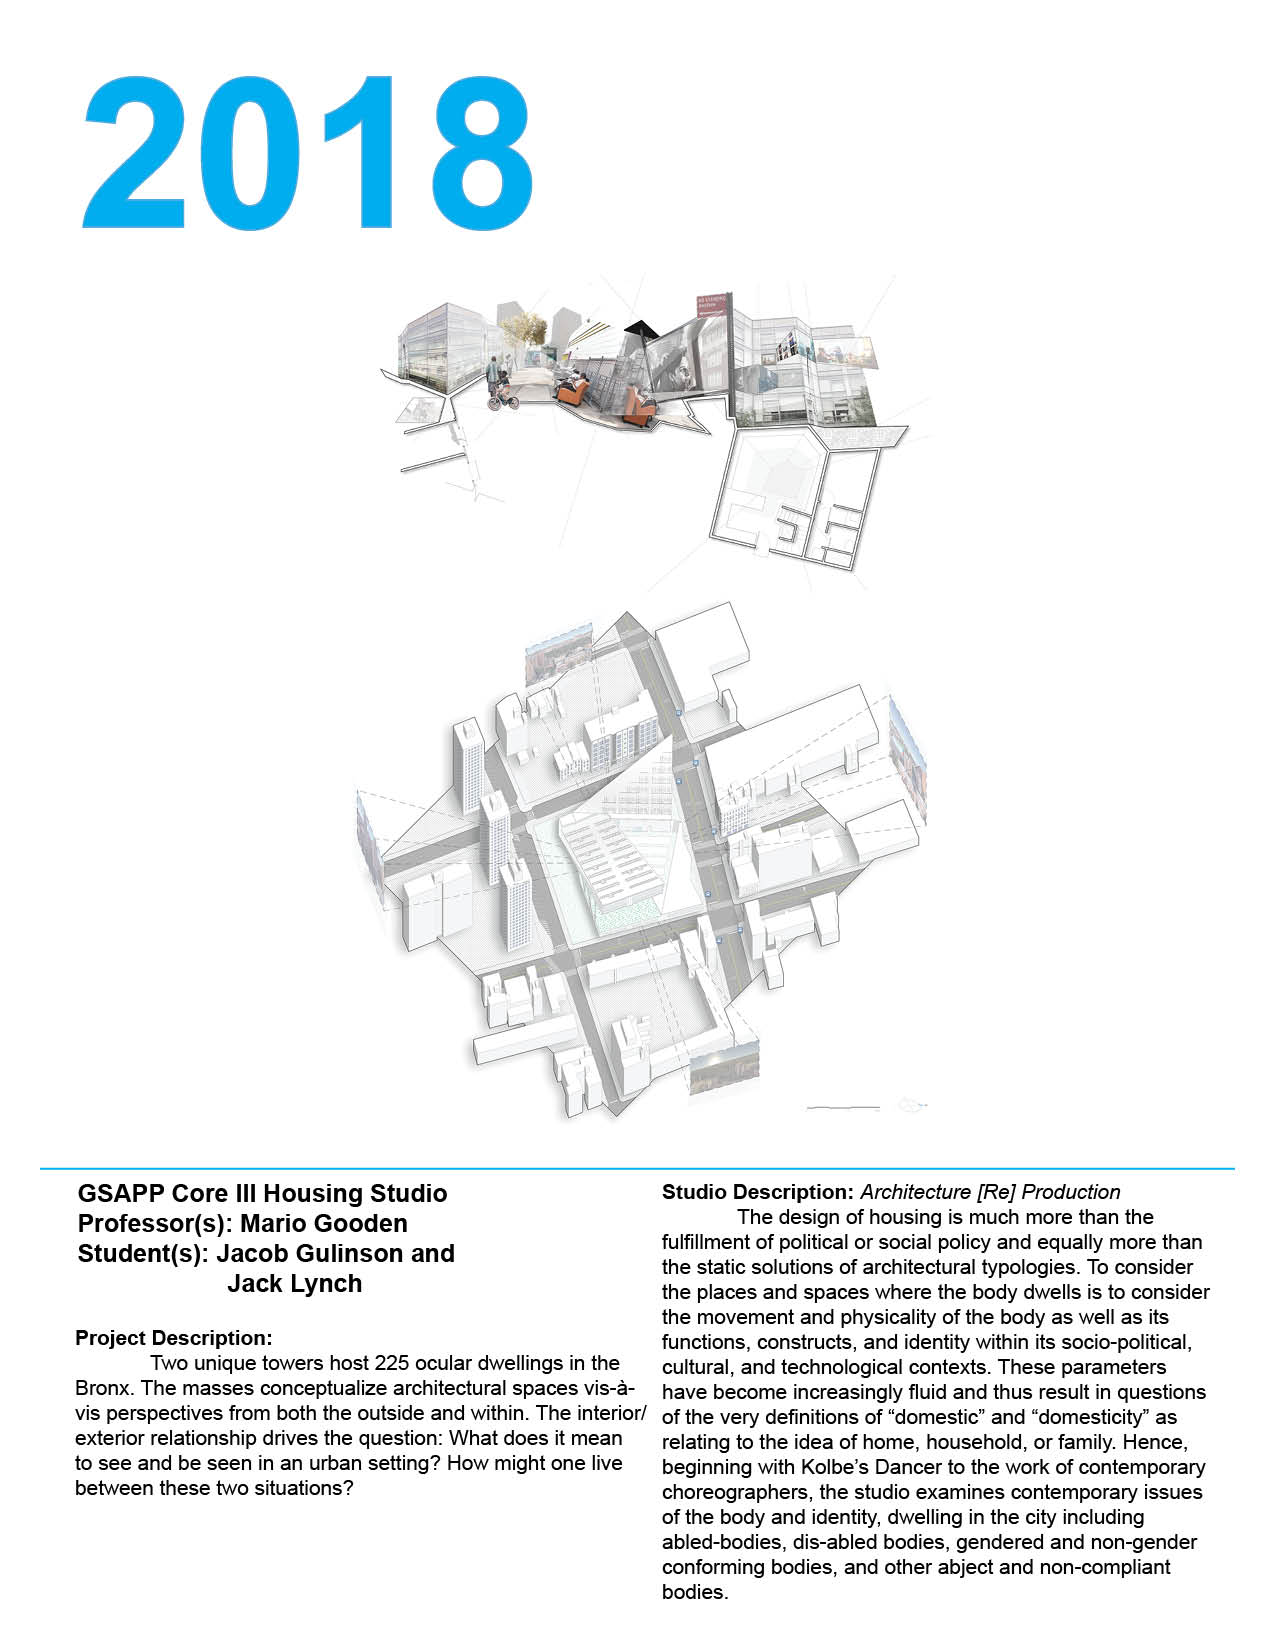 2018
GSAPP Core III Housing Studio
Professor(s): Mario Gooden
Student(s): Jacob Gulinson and
Jack Lynch
Project Description:
Two unique towers host 225 ocular dwellings in the
Bronx. The masses conceptualize architectural spaces vis-à-
vis perspectives from both the outside and within. The interior/
exterior relationship drives the question: What does it mean
to see and be seen in an urban setting? How might one live
between these two situations?
Studio Description: Architecture [Re] Production
The design of housing is much more than the
fulfillment of political or social policy and equally more than
the static solutions of architectural typologies. To consider
the places and spaces where the body dwells is to consider
the movement and physicality of the body as well as its
functions, constructs, and identity within its socio-political,
cultural, and technological contexts. These parameters
have become increasingly fluid and thus result in questions
of the very definitions of “domestic” and “domesticity” as
relating to the idea of home, household, or family. Hence,
beginning with Kolbe’s Dancer to the work of contemporary
choreographers, the studio examines contemporary issues
of the body and identity, dwelling in the city including
abled-bodies, dis-abled bodies, gendered and non-gender
conforming bodies, and other abject and non-compliant
bodies.